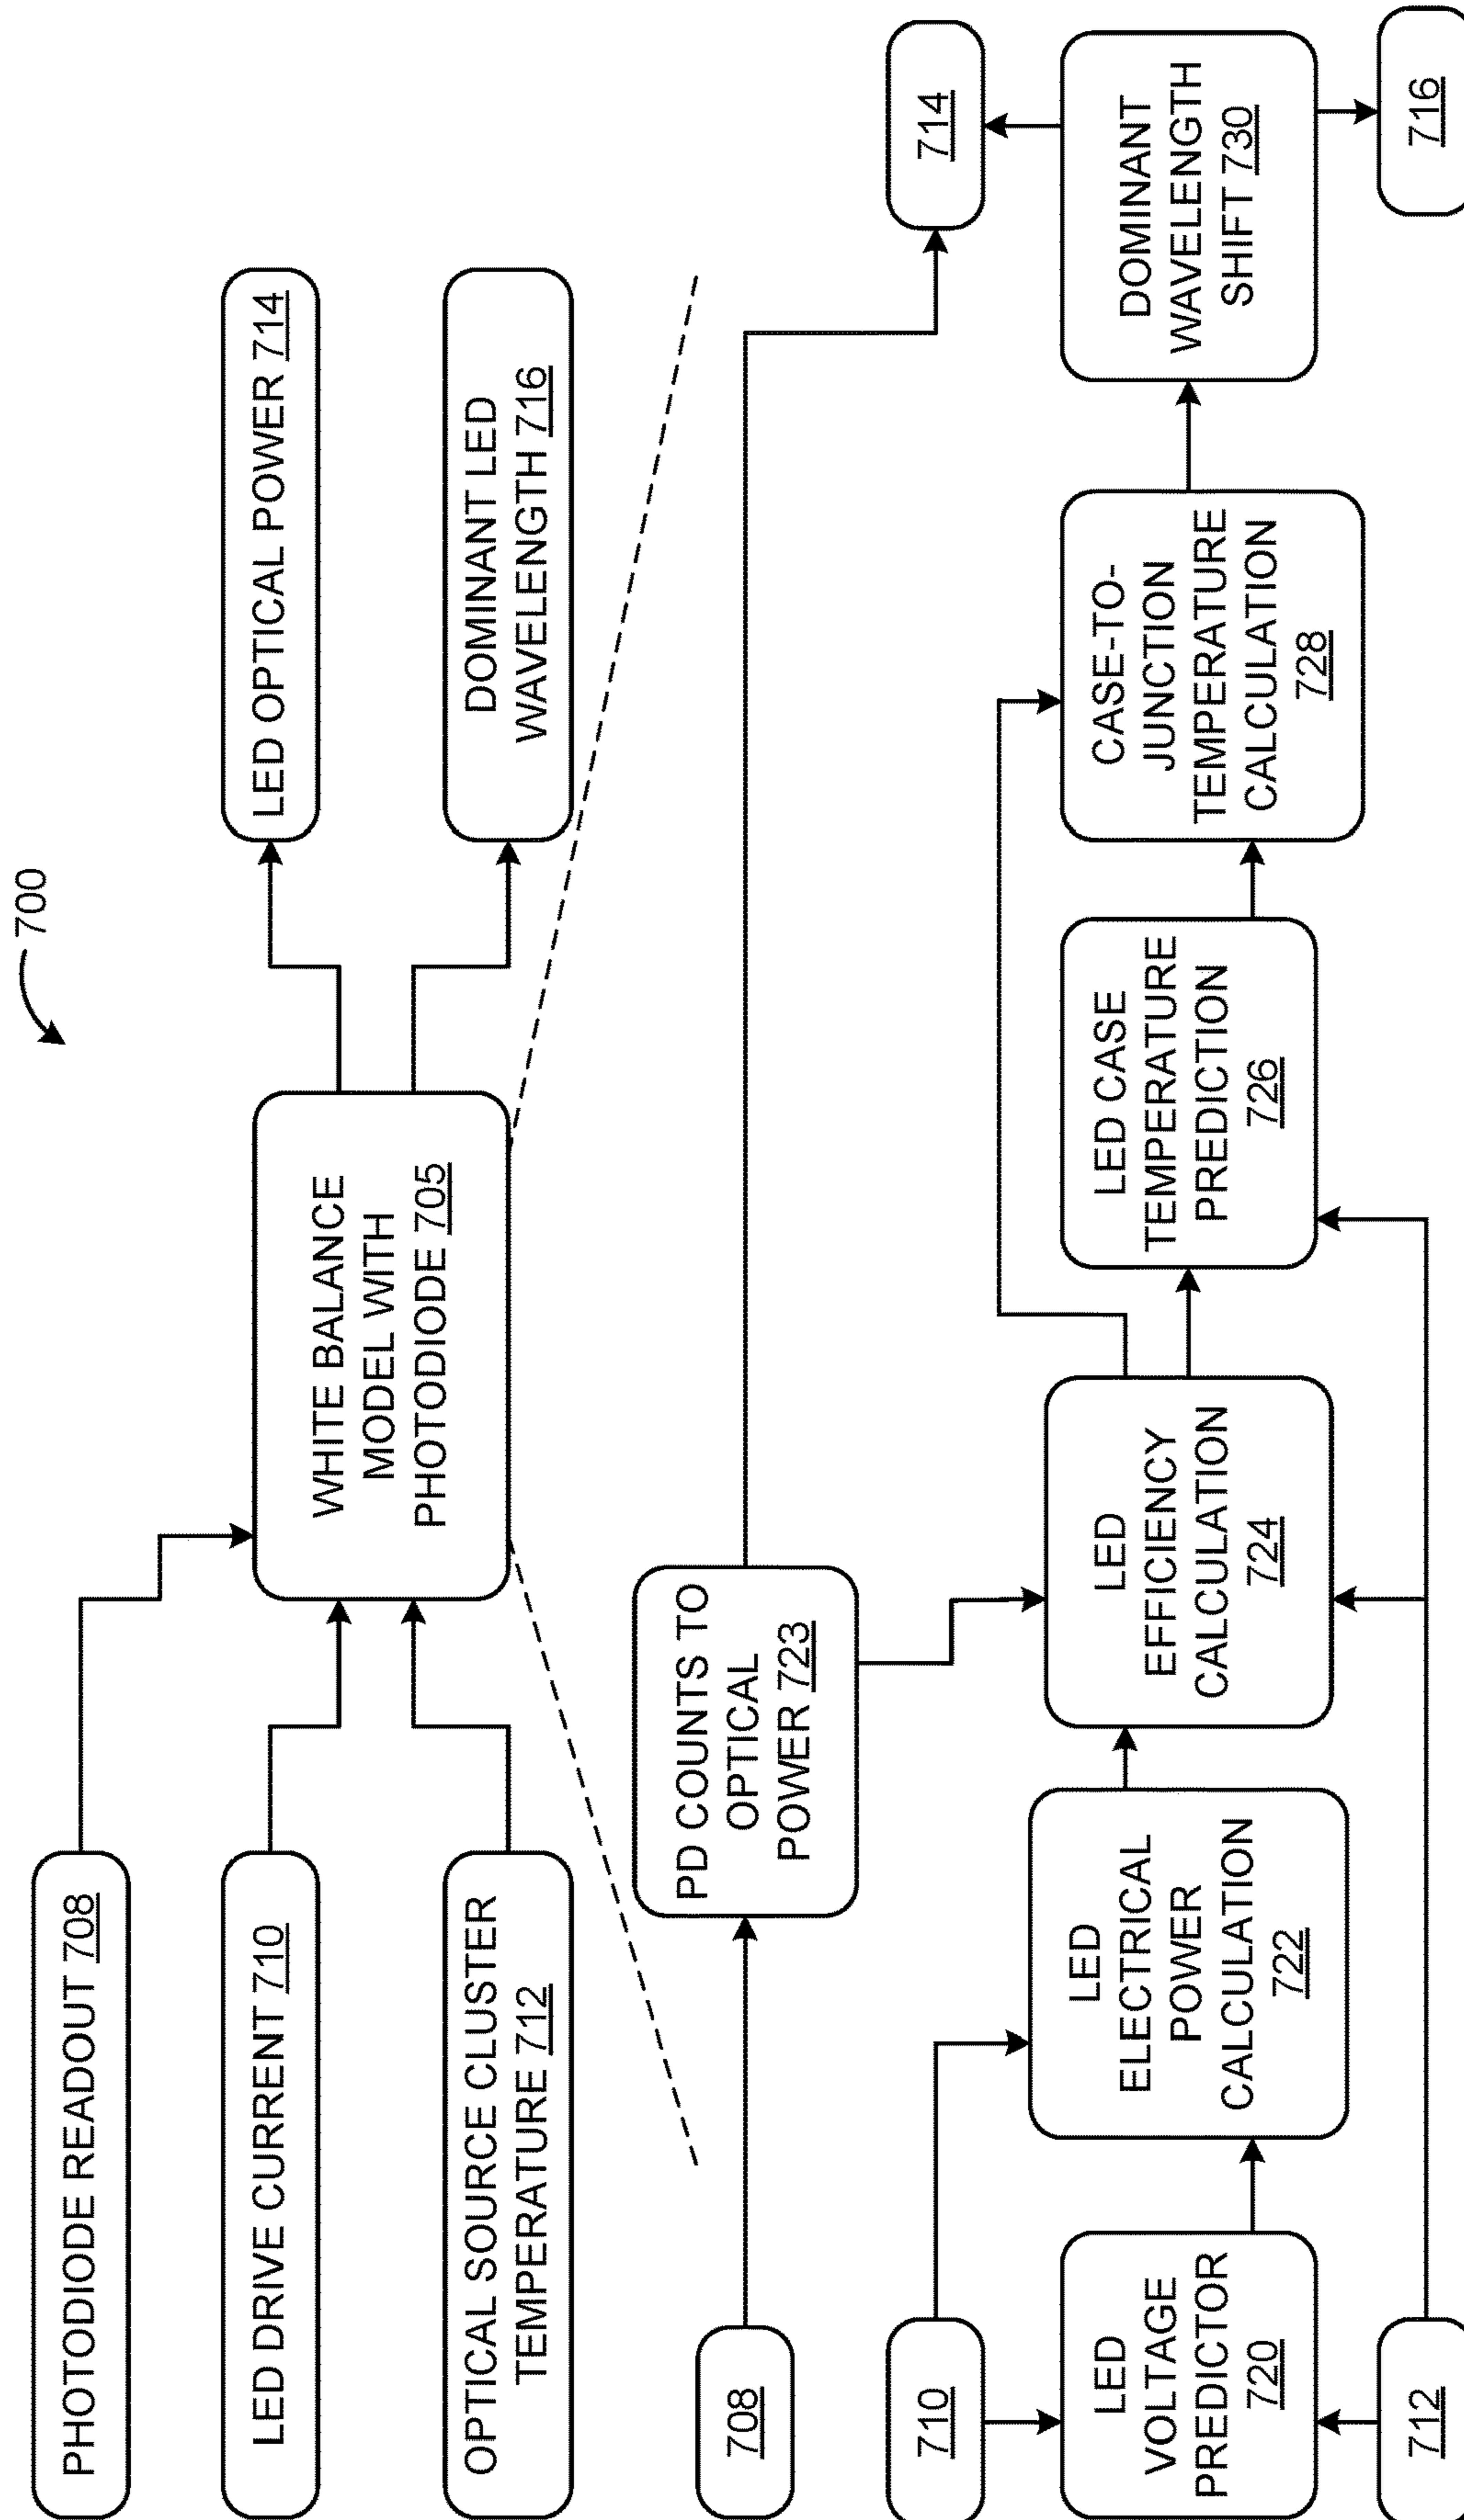 700
PHOTODIODE READOUT 708
LED DRIVE CURRENT 710
OPTICAL SOURCE CLUSTER
TEMPERATURE 712
WHITE BALANCE
MODEL WITH
PHOTODIODE 705
LED OPTICAL POWER 714
DOMINANT LED
WAVELENGTH 716
708
PD COUNTS TO
OPTICAL
POWER 723
714
710
LED
VOLTAGE
PREDICTOR
720
LED
ELECTRICAL
POWER
CALCULATION
722
LED
EFFICIENCY
CALCULATION
724
LED CASE
TEMPERATURE
PREDICTION
726
CASE-TO-
JUNCTION
TEMPERATURE
CALCULATION
728
DOMINANT
WAVELENGTH
SHIFT 730
712
716